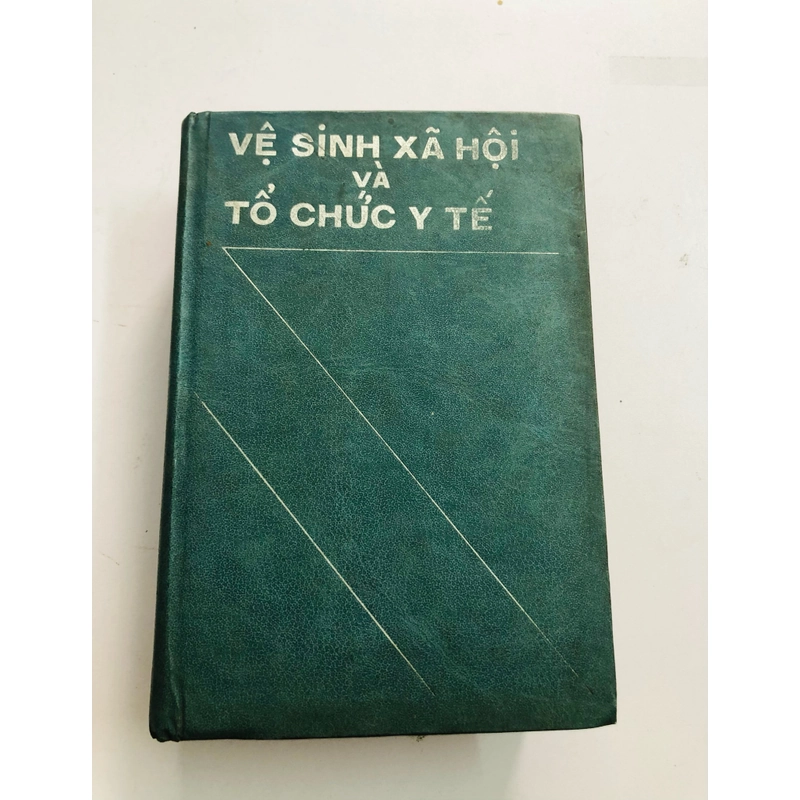 VỆ SINH XÃ HỘI
VÀ
TỔ CHỨC Y TẾ